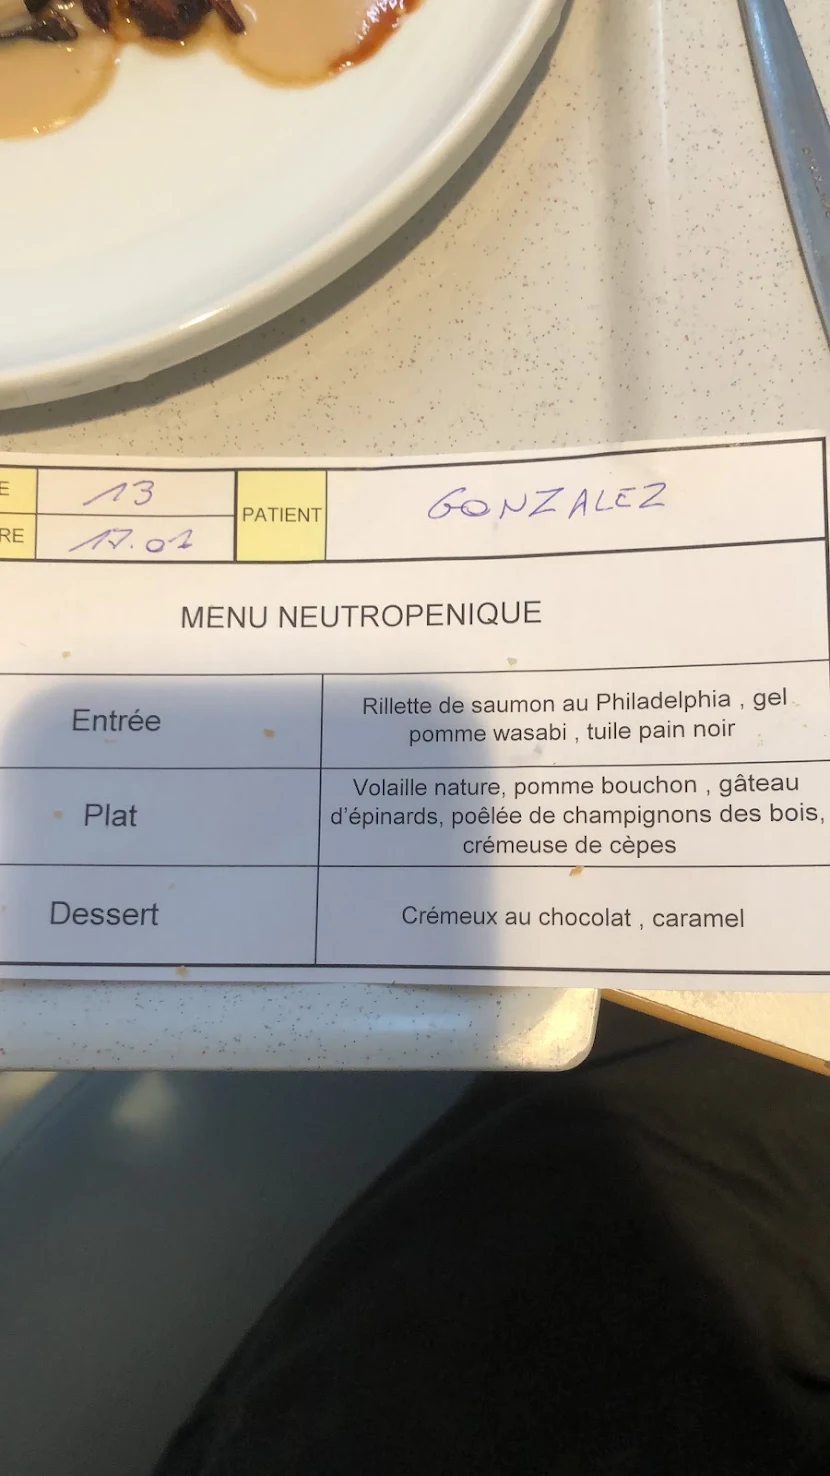 E 13 PATIENT GONZALEZ
RE 17.01
MENU NEUTROPENIQUE
Entrée
Rillette de saumon au Philadelphia , gel
pomme wasabi , tuile pain noir
Plat
Volaille nature, pomme bouchon , gâteau
d'épinards, poêlée de champignons des bois,
crémeuse de cèpes
Dessert
Crémeux au chocolat , caramel